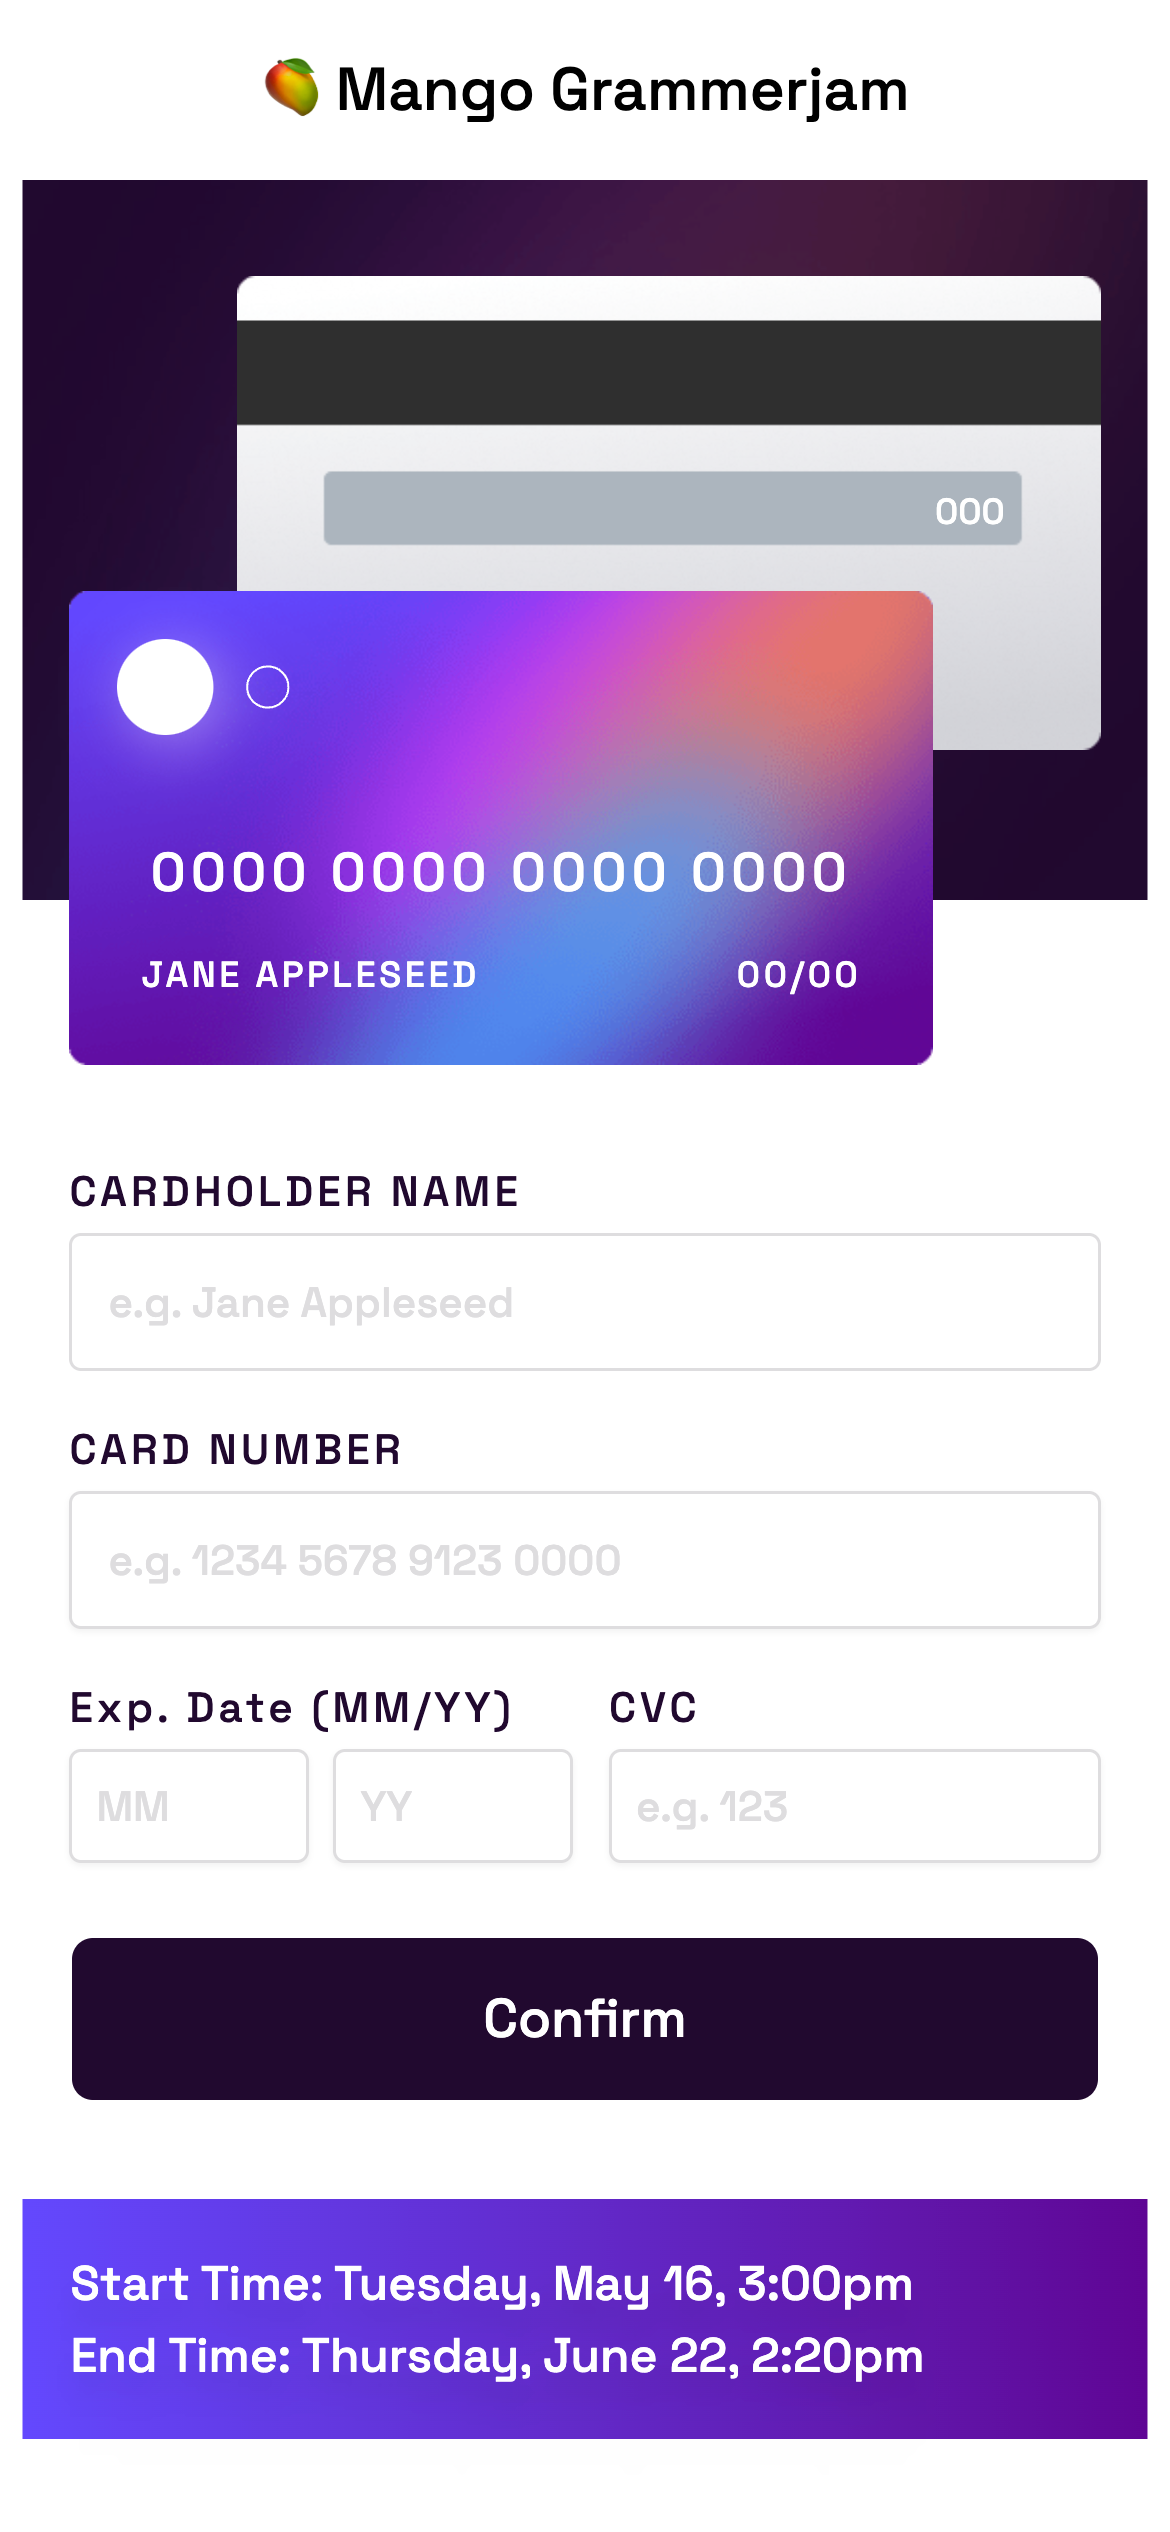 🥭 Mango Grammerjam
000
0000 0000 0000 0000
JANE APPLESEED 00/00
CARDHOLDER NAME
e.g. Jane Appleseed
CARD NUMBER
e.g. 1234 5678 9123 0000
Exp. Date (MM/YY) CVC
MM YY e.g. 123
Confirm
Start Time: Tuesday, May 16, 3:00pm
End Time: Thursday, June 22, 2:20pm